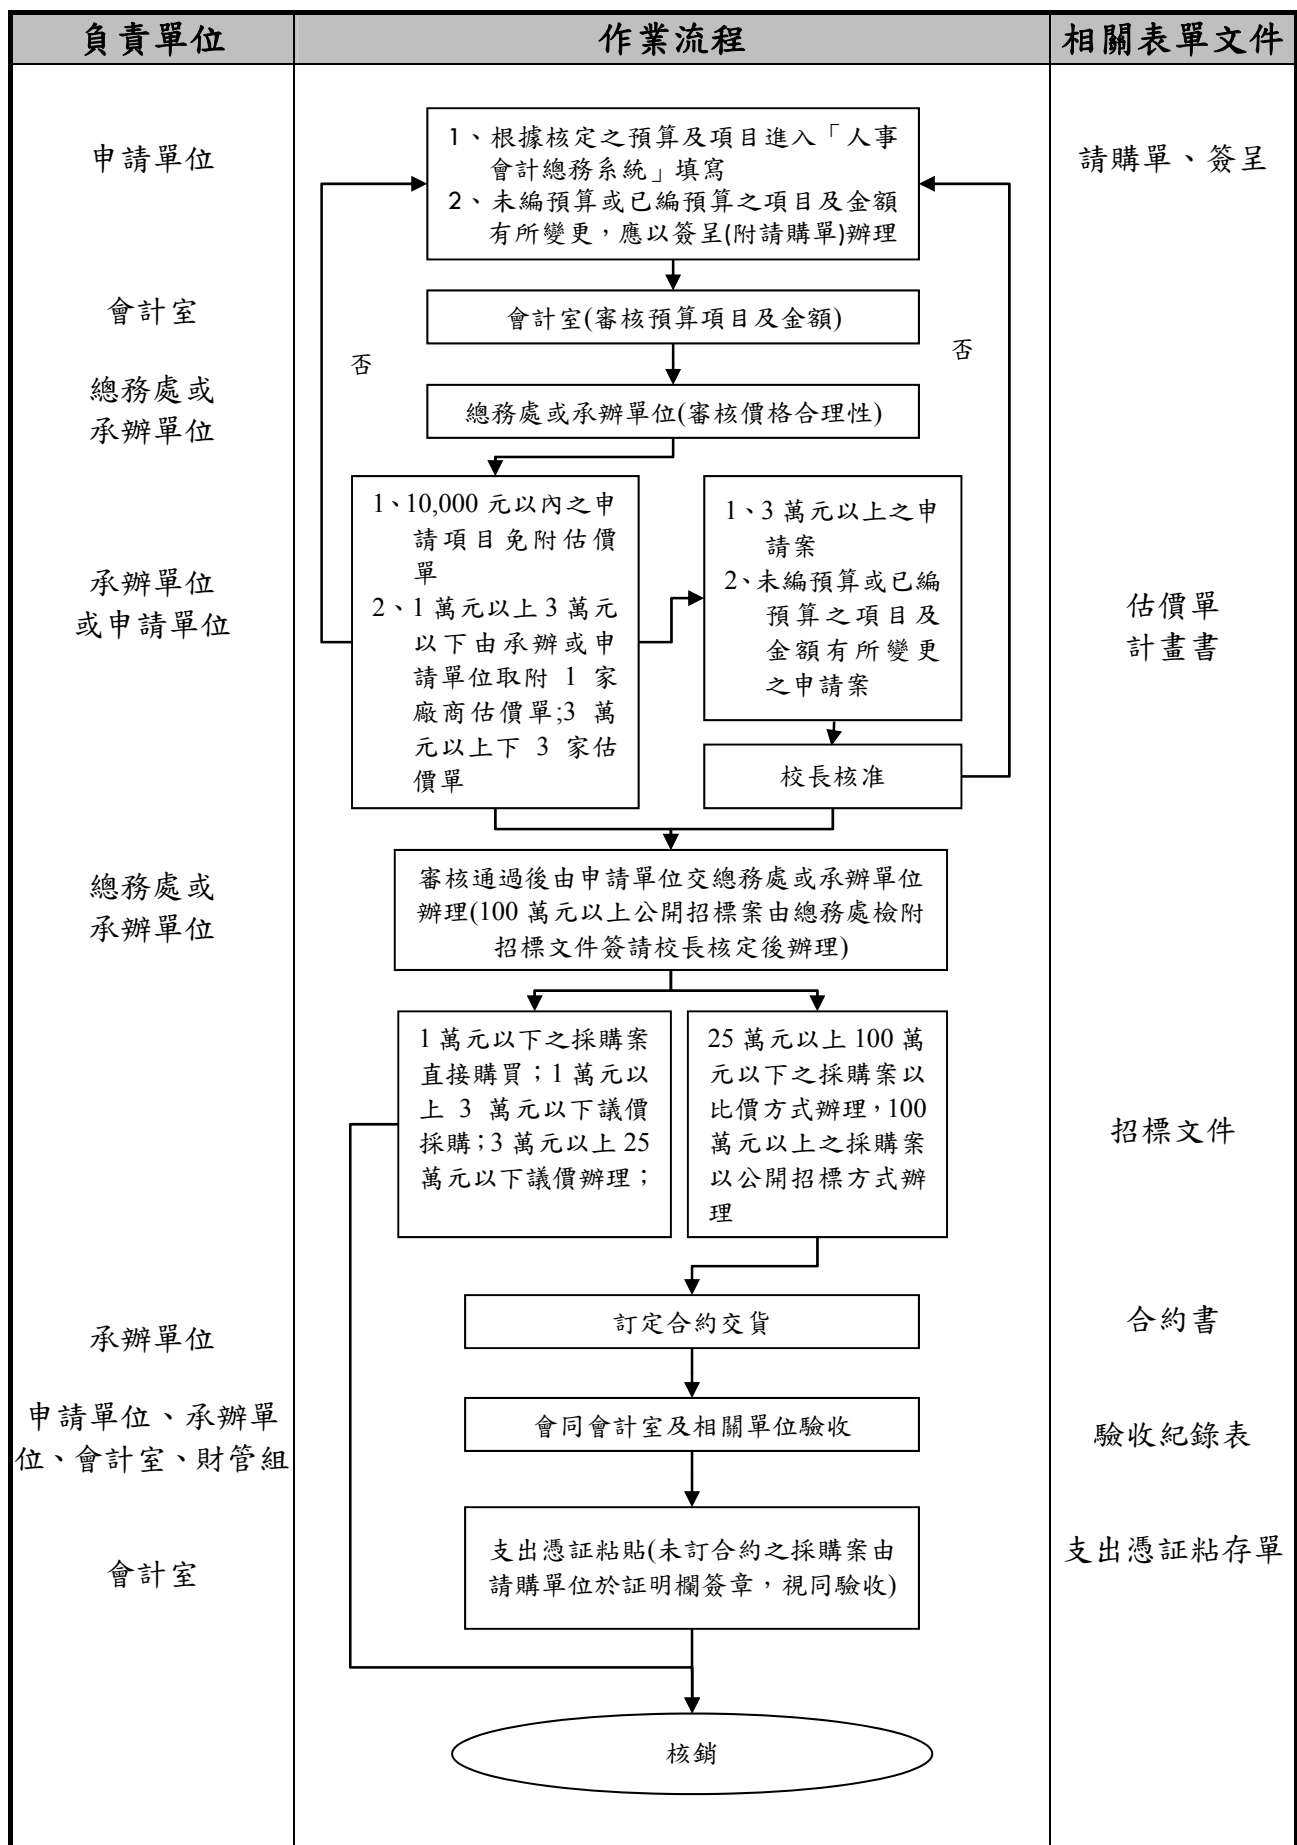 負責單位
作業流程
相關表單文件
申請單位
1、根據核定之預算及項目進入「人事
會計總務系統」填寫
2、未編預算或已編預算之項目及金額
有所變更，應以簽呈(附請購單)辦理
請購單、簽呈
會計室
會計室(審核預算項目及金額)
否
否
總務處或
承辦單位
總務處或承辦單位(審核價格合理性)
承辦單位
或申請單位
1、10,000 元以內之申
請項目免附估價
單
2、1 萬元以上 3 萬元
以下由承辦或申
請單位取附 1 家
廠商估價單;3 萬
元以上下 3 家估
價單
1、3 萬元以上之申
請案
2、未編預算或已編
預算之項目及
金額有所變更
之申請案
估價單
計畫書
校長核准
總務處或
承辦單位
審核通過後由申請單位交總務處或承辦單位
辦理(100 萬元以上公開招標案由總務處檢附
招標文件簽請校長核定後辦理)
1 萬元以下之採購案
直接購買；1 萬元以
上 3 萬元以下議價
採購；3 萬元以上 25
萬元以下議價辦理；
25 萬元以上 100 萬
元以下之採購案以
比價方式辦理，100
萬元以上之採購案
以公開招標方式辦
理
招標文件
承辦單位
訂定合約交貨
合約書
申請單位、承辦單
位、會計室、財管組
會同會計室及相關單位驗收
驗收紀錄表
會計室
支出憑証粘貼(未訂合約之採購案由
請購單位於証明欄簽章，視同驗收)
支出憑証粘存單
核銷